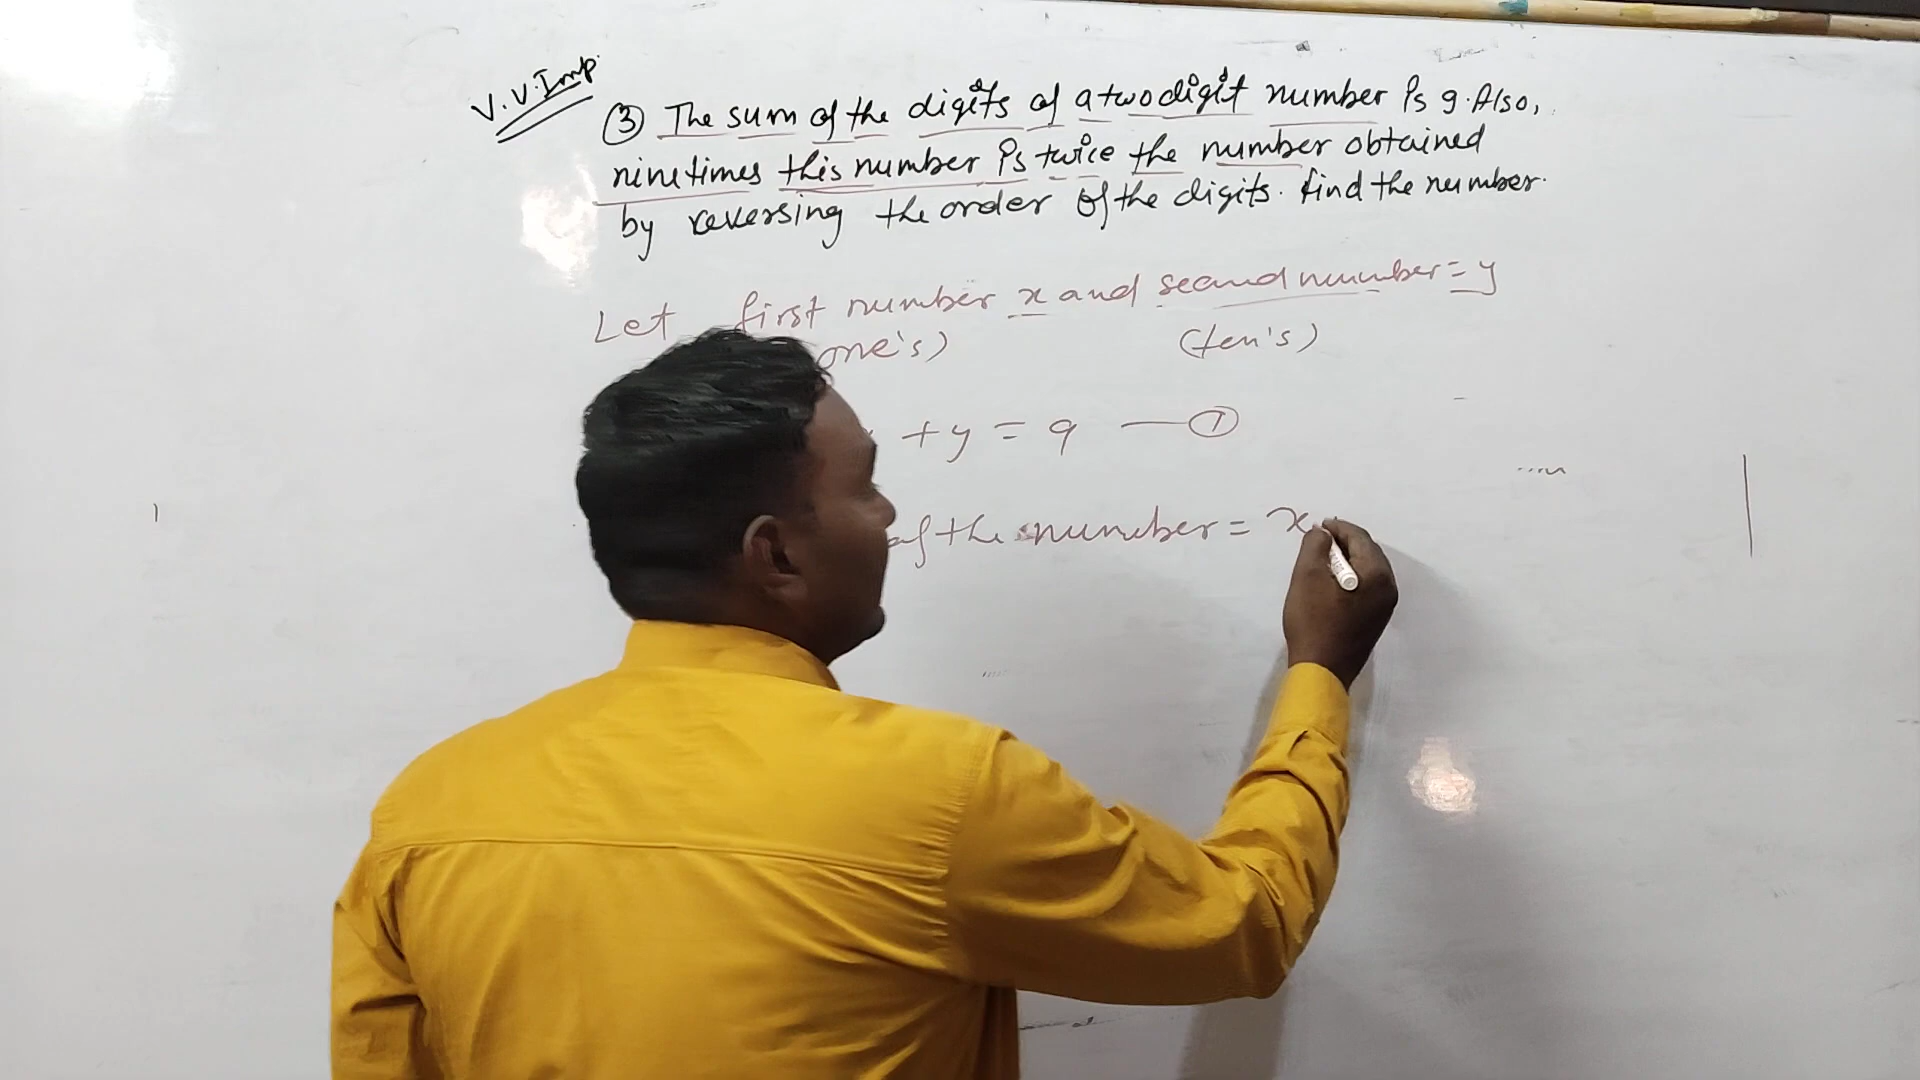 V.V.Imp.
③ The sum of the digits of a two digit number is 9. Also,
nine times this number is twice the number obtained
by reversing the order of the digits. find the number.
Let first number x and second number = y
one's) (ten's)
+ y = 9 — ①
of the number = x